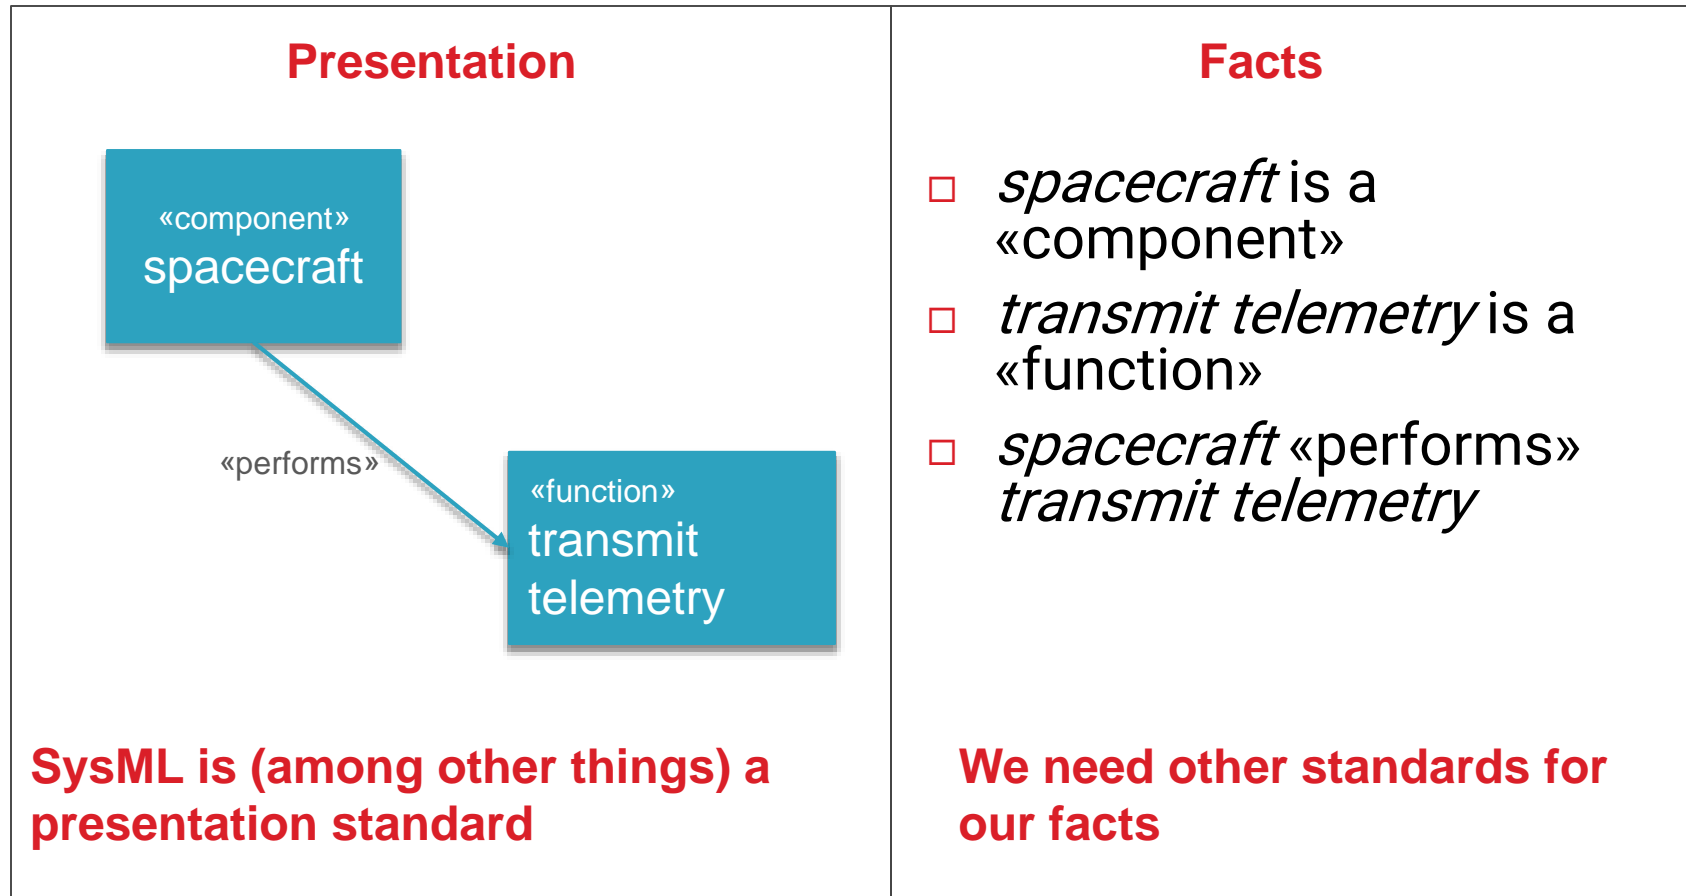 Presentation
«component»
spacecraft
«performs»
«function»
transmit
telemetry
SysML is (among other things) a
presentation standard
Facts
spacecraft is a
«component»
transmit telemetry is a
«function»
spacecraft «performs»
transmit telemetry
We need other standards for
our facts